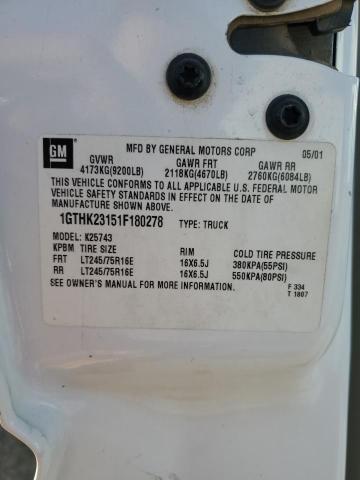 GM
MFD BY GENERAL MOTORS CORP 05/01
GVWR GAWR FRT GAWR RR
4173KG(9200LB) 2118KG(4670LB) 2760KG(6084LB)
THIS VEHICLE CONFORMS TO ALL APPLICABLE U.S. FEDERAL
MOTOR VEHICLE SAFETY STANDARDS IN EFFECT ON THE DATE OF
MANUFACTURE SHOWN ABOVE.
1GTHK23151F180278 TYPE: TRUCK
MODEL: K25743
KPBM TIRE SIZE RIM COLD TIRE PRESSURE
FRT LT245/75R16E 16X6.5J 380KPA(55PSI)
RR LT245/75R16E 16X6.5J 550KPA(80PSI)
SEE OWNER'S MANUAL FOR MORE INFORMATION. F 334
T 1807